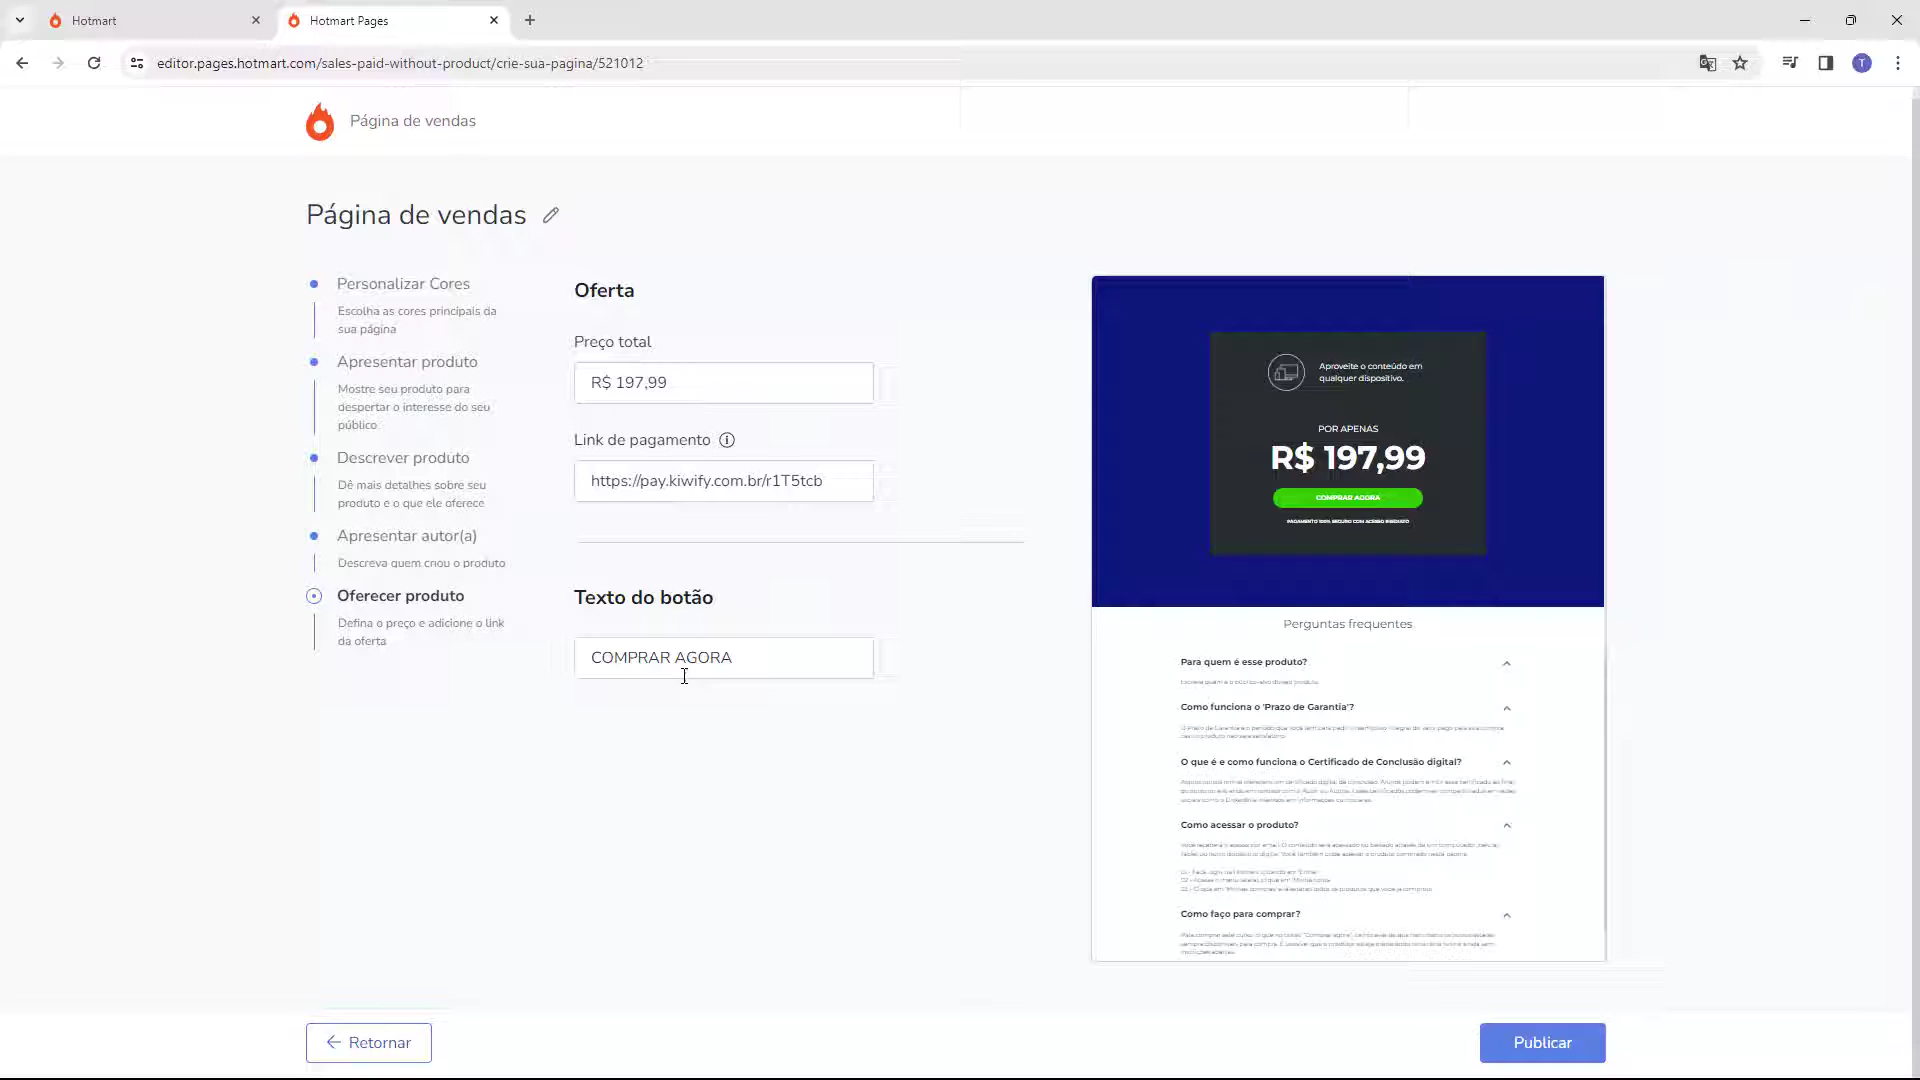 Hotmart
Hotmart Pages
editor.pages.hotmart.com/sales-paid-without-product/crie-sua-pagina/521012
T
Página de vendas
Página de vendas
Personalizar Cores
Escolha as cores principais da
sua página
Apresentar produto
Mostre seu produto para
despertar o interesse do seu
público
Descrever produto
Dê mais detalhes sobre seu
produto e o que ele oferece
Apresentar autor(a)
Descreva quem criou o produto
Oferecer produto
Defina o preço e adicione o link
da oferta
Oferta
Preço total
R$ 197,99
Link de pagamento
https://pay.kiwify.com.br/r1T5tcb
Texto do botão
COMPRAR AGORA
Aproveite o conteúdo em
qualquer dispositivo.
POR APENAS
R$ 197,99
COMPRAR AGORA
PAGAMENTO 100% SEGURO COM ACESSO IMEDIATO
Perguntas frequentes
Para quem é esse produto?
Como funciona o 'Prazo de Garantia'?
O que é e como funciona o Certificado de Conclusão digital?
Como acessar o produto?
Como faço para comprar?
Retornar
Publicar